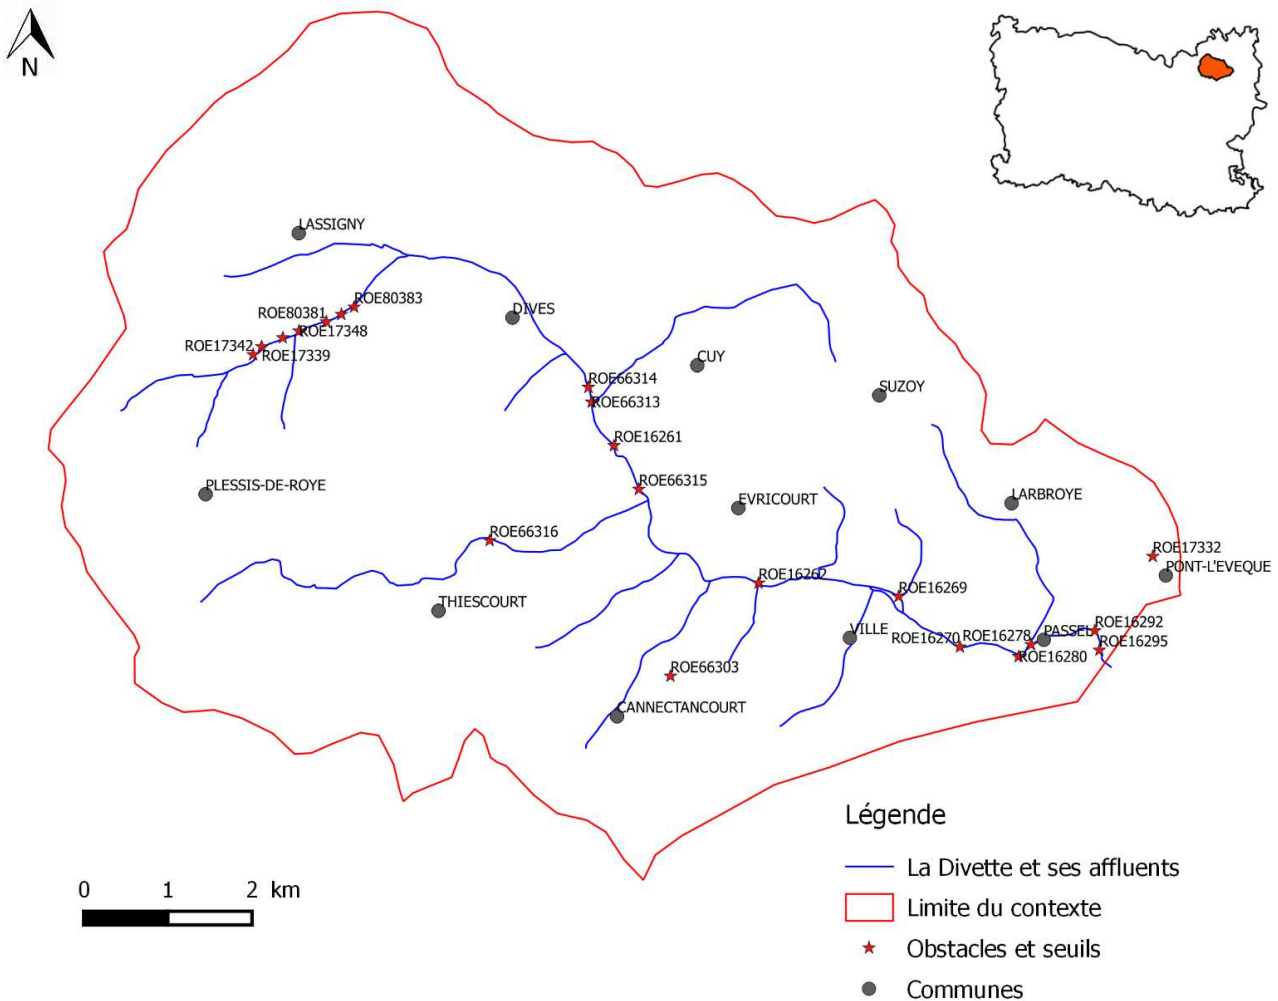 N
LASSIGNY
ROE80383
ROE80381
DIVES
ROE17348
ROE17342
ROE17339
CUY
ROE66314
SUZOY
ROE66313
ROE16261
PLESSIS-DE-ROYE
ROE66315
LARBROYE
EVRICOURT
ROE66316
ROE17332
PONT-L'EVEQUE
ROE16262
ROE16269
THIESCOURT
ROE16292
VILLE
ROE16270
ROE16278
PASSEL
ROE16295
ROE16280
ROE66303
CANNECTANCOURT
Légende
La Divette et ses affluents
0 1 2 km
Limite du contexte
Obstacles et seuils
Communes